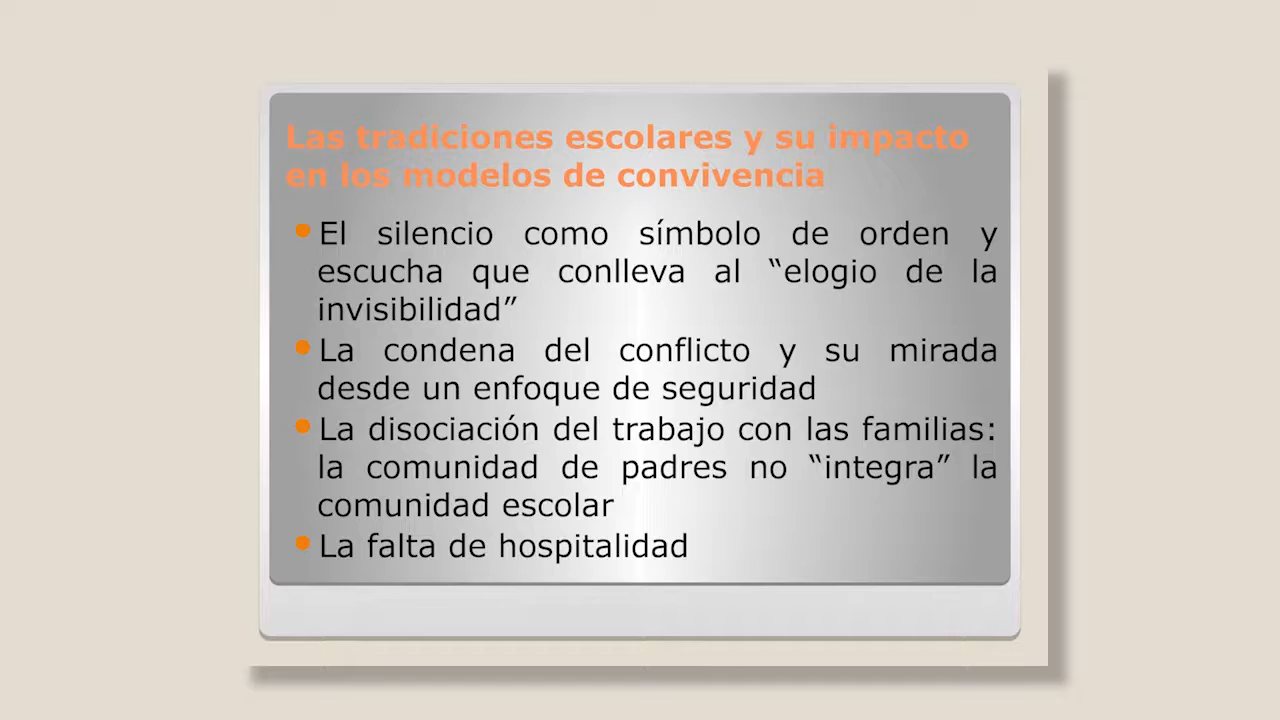 Las tradiciones escolares y su impacto
en los modelos de convivencia
El silencio como símbolo de orden y
escucha que conlleva al “elogio de la
invisibilidad”
La condena del conflicto y su mirada
desde un enfoque de seguridad
La disociación del trabajo con las familias:
la comunidad de padres no “integra” la
comunidad escolar
La falta de hospitalidad